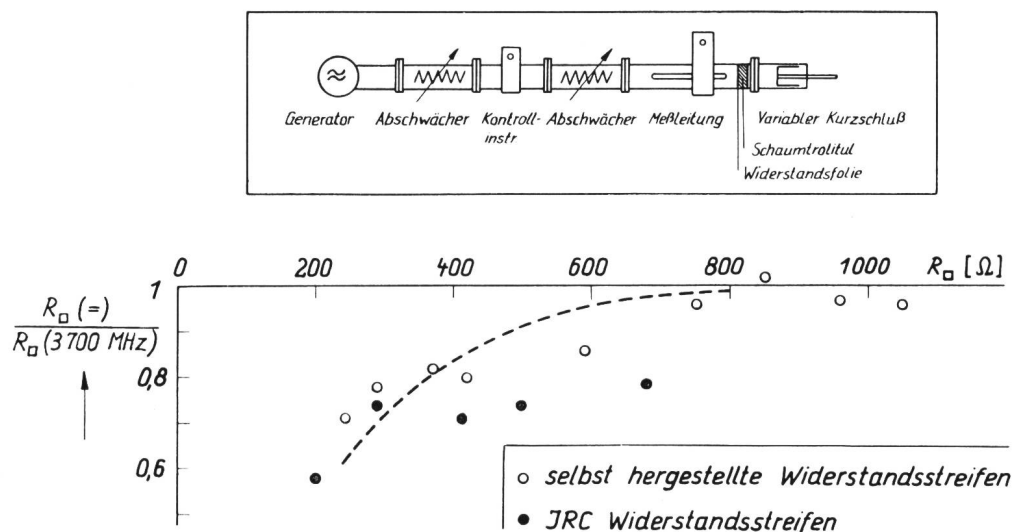 ≈
Generator Abschwächer Kontroll- Abschwächer Meßleitung Variabler Kurzschluß
instr
Schaumtrolitul
Widerstandsfolie
0 200 400 600 800 1000 R□ [Ω]
1
R□ (=)
R□ (3700 MHz)
0,8
0,6
○ selbst hergestellte Widerstandsstreifen
● JRC Widerstandsstreifen